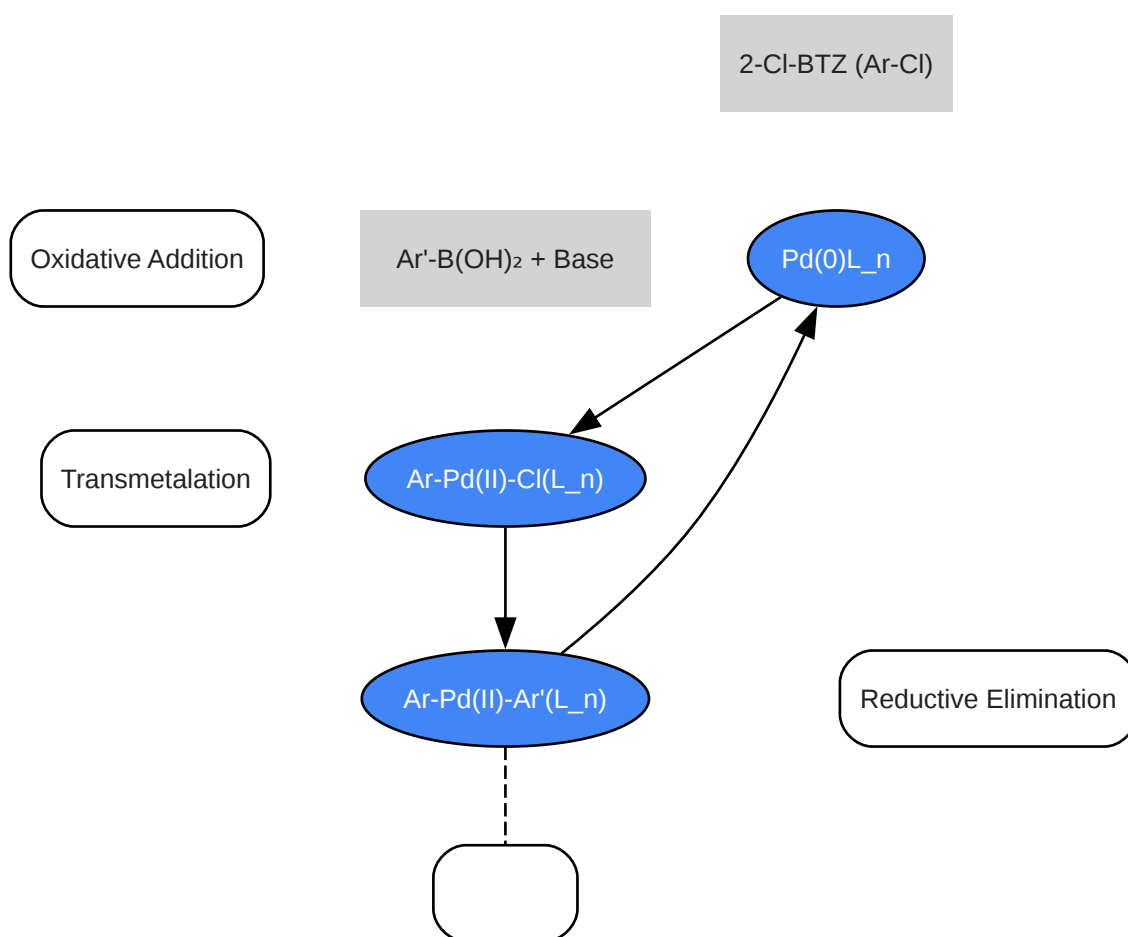 2-Cl-BTZ (Ar-Cl)
Oxidative Addition
Ar'-B(OH)₂ + Base
Pd(0)L_n
Transmetalation
Ar-Pd(II)-Cl(L_n)
Ar-Pd(II)-Ar'(L_n)
Reductive Elimination